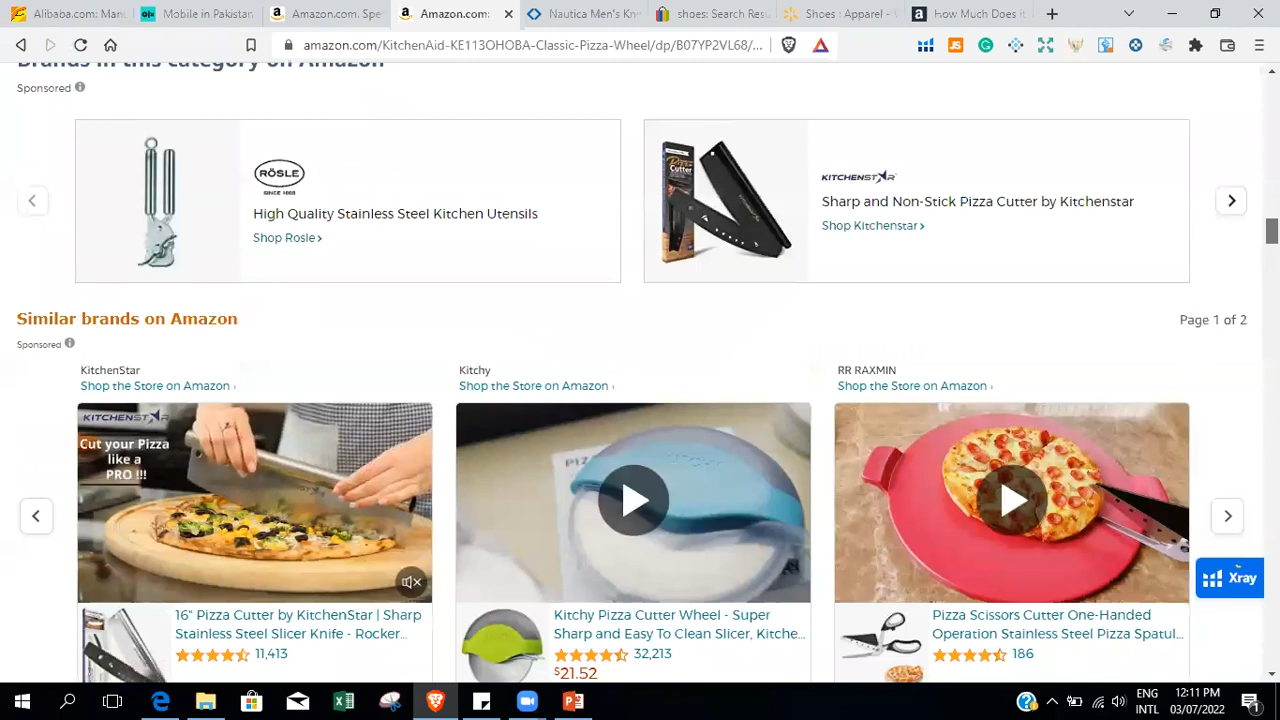 Alibaba.com: Manu
Mobile in Pakistan,
Amazon.com. Spe
Amazon.com:
Nautica Men's Kne
shoes: Search Resu
Shoes Apparel - W
How Much Does it
amazon.com/KitchenAid-KE113OHOBA-Classic-Pizza-Wheel/dp/B07YP2VL68/...
Brands in this category on Amazon
Sponsored
RÖSLE
SINCE 1888
High Quality Stainless Steel Kitchen Utensils
Shop Rosle ›
Pizza
Cutter
KITCHENSTAR
Sharp and Non-Stick Pizza Cutter by Kitchenstar
Shop Kitchenstar ›
Similar brands on Amazon
Page 1 of 2
Sponsored
KitchenStar
Shop the Store on Amazon ›
Kitchy
Shop the Store on Amazon ›
RR RAXMIN
Shop the Store on Amazon ›
KITCHENSTAR
Cut your Pizza
like a
PRO !!!
16" Pizza Cutter by KitchenStar | Sharp
Stainless Steel Slicer Knife - Rocker...
11,413
Kitchy Pizza Cutter Wheel - Super
Sharp and Easy To Clean Slicer, Kitche...
32,213
$21.52
Pizza Scissors Cutter One-Handed
Operation Stainless Steel Pizza Spatul...
186
Xray
ENG
INTL
12:11 PM
03/07/2022